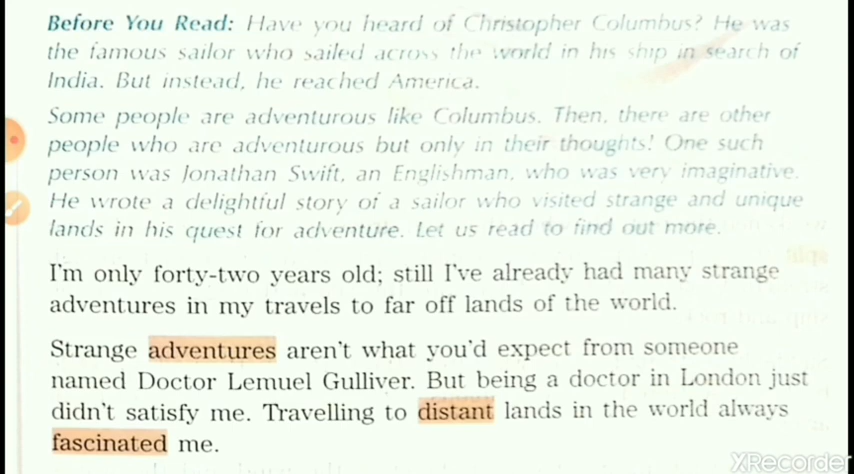 Before You Read: Have you heard of Christopher Columbus? He was
the famous sailor who sailed across the world in his ship in search of
India. But instead, he reached America.
Some people are adventurous like Columbus. Then, there are other
people who are adventurous but only in their thoughts! One such
person was Jonathan Swift, an Englishman, who was very imaginative.
He wrote a delightful story of a sailor who visited strange and unique
lands in his quest for adventure. Let us read to find out more.
I'm only forty-two years old; still I've already had many strange
adventures in my travels to far off lands of the world.
Strange adventures aren't what you'd expect from someone
named Doctor Lemuel Gulliver. But being a doctor in London just
didn't satisfy me. Travelling to distant lands in the world always
fascinated me.
XRecorder